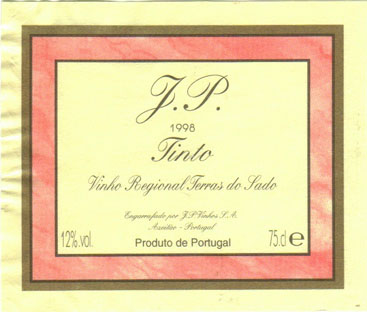 J.P.
1998
Tinto
Vinho Regional Terras do Sado
Engarrafado por J.P. Vinhos S.A.
Azeitão - Portugal
12% vol. Produto de Portugal 75cl e